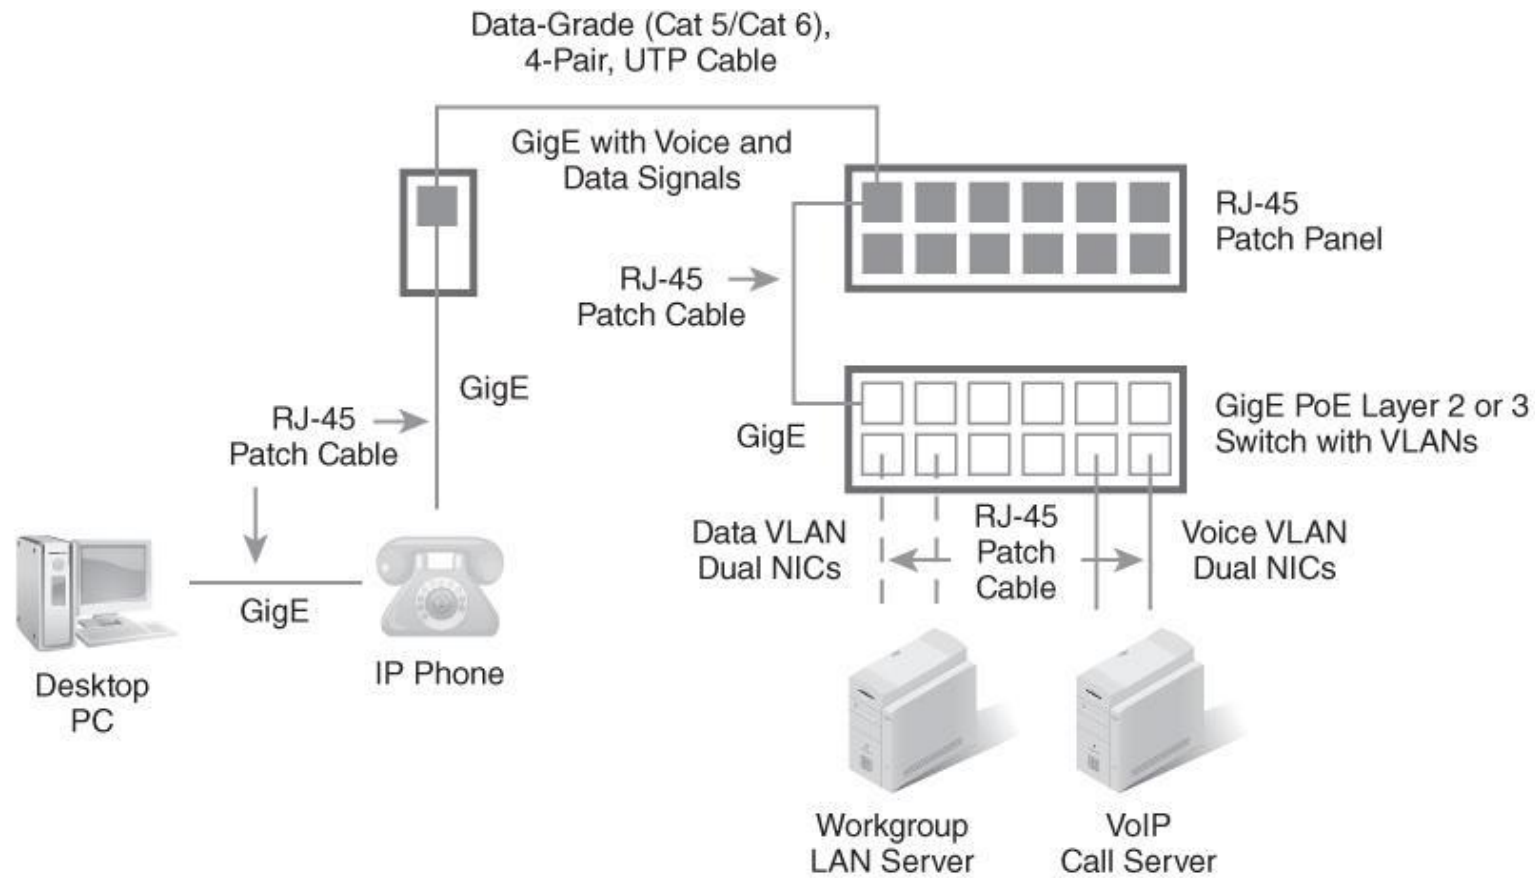 Data-Grade (Cat 5/Cat 6),
4-Pair, UTP Cable
GigE with Voice and
Data Signals
RJ-45
Patch Panel
RJ-45
Patch Cable
GigE
RJ-45
Patch Cable
GigE
GigE PoE Layer 2 or 3
Switch with VLANs
Data VLAN
Dual NICs
RJ-45
Patch
Cable
Voice VLAN
Dual NICs
GigE
IP Phone
Desktop
PC
Workgroup
LAN Server
VoIP
Call Server